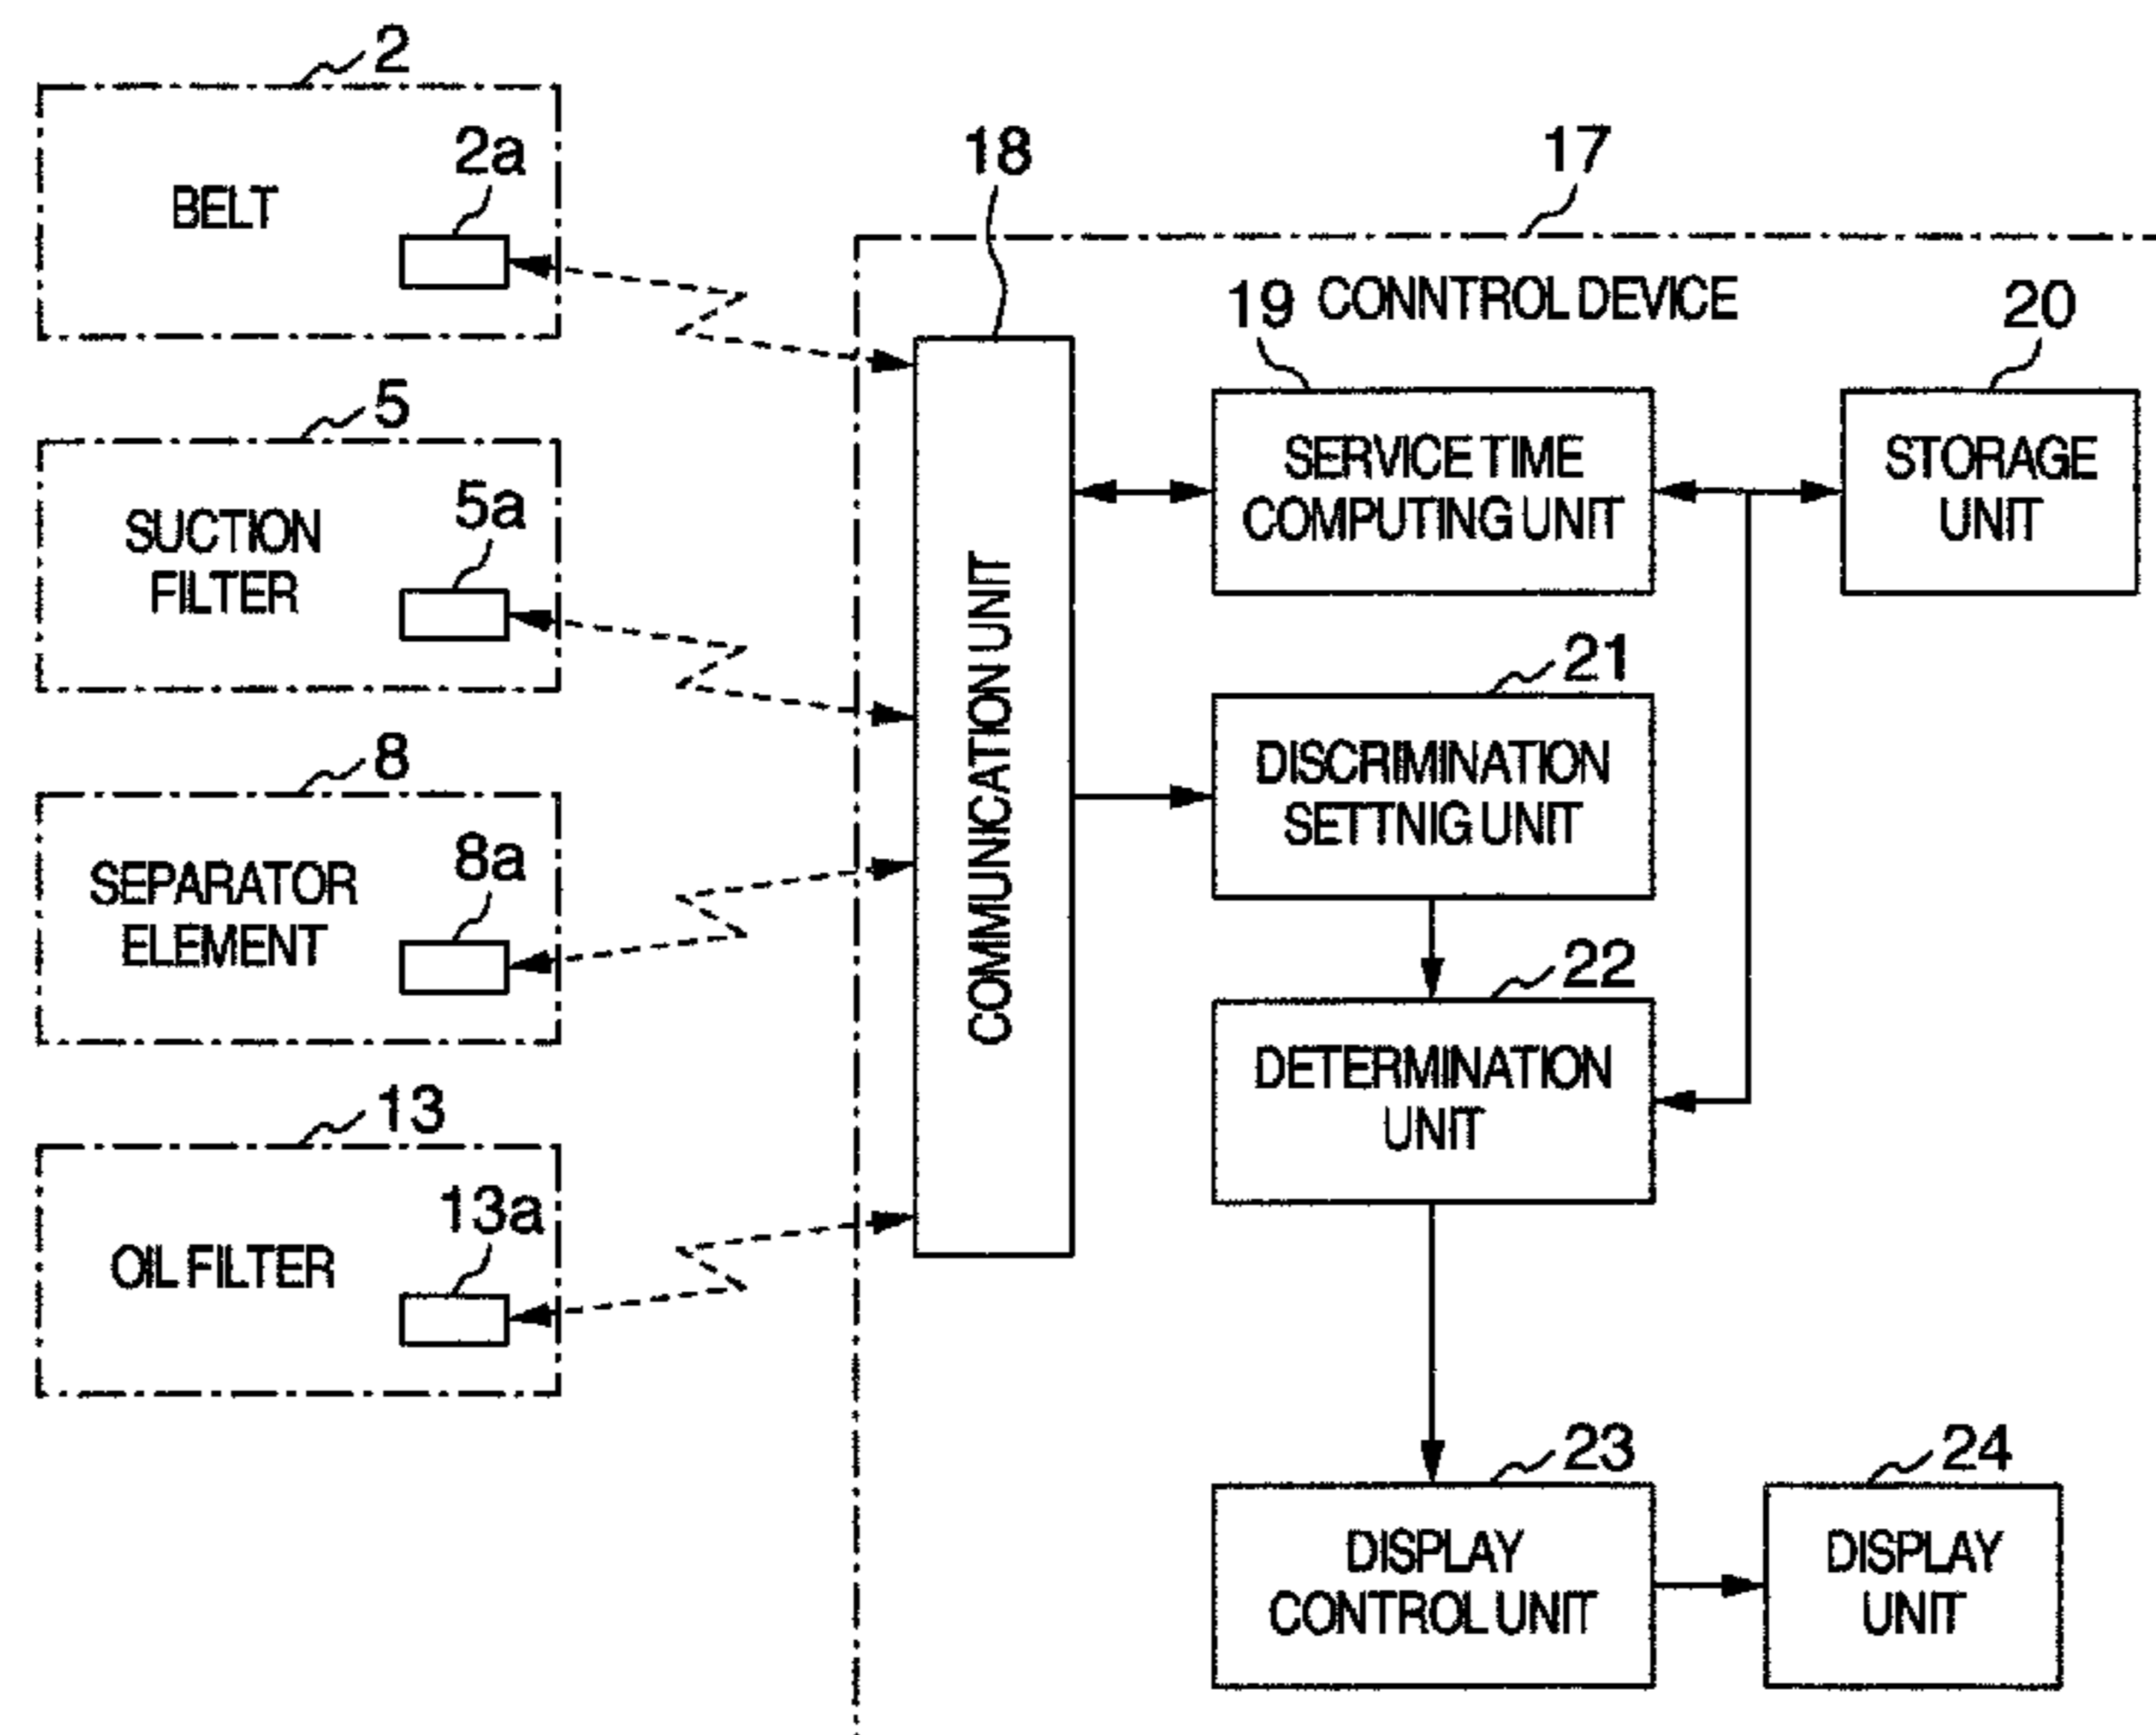 2
2a
BELT
5
5a
SUCTION
FILTER
8
8a
SEPARATOR
ELEMENT
13
13a
OIL FILTER
18
COMMUNICATION UNIT
17
CONNTROL DEVICE
19
SERVICE TIME
COMPUTING UNIT
20
STORAGE
UNIT
21
DISCRIMINATION
SETTNIG UNIT
22
DETERMINATION
UNIT
23
DISPLAY
CONTROL UNIT
24
DISPLAY
UNIT